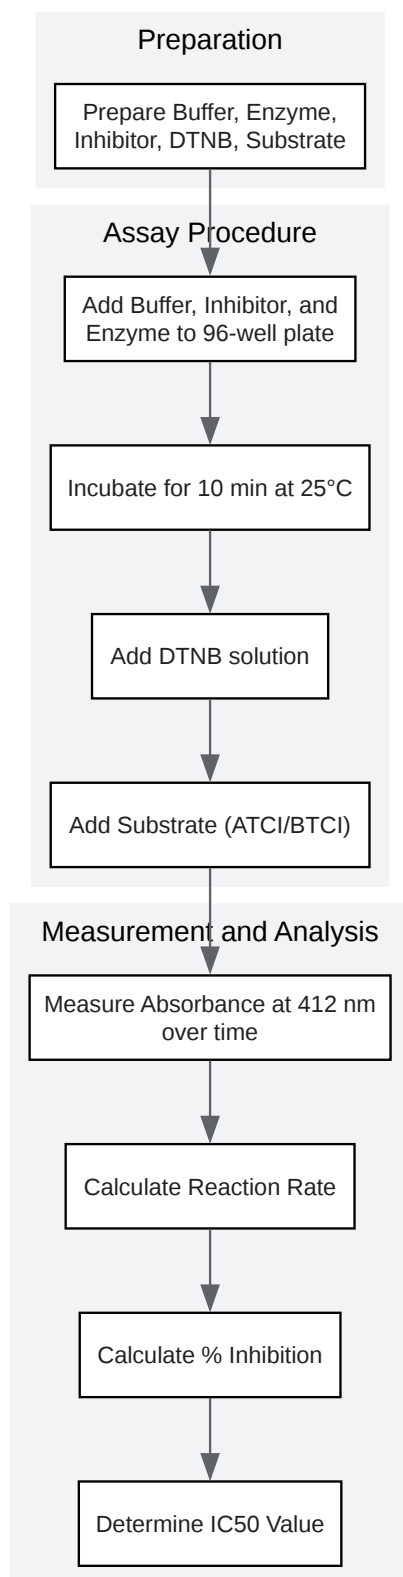 Preparation
Prepare Buffer, Enzyme,
Inhibitor, DTNB, Substrate
Assay Procedure
Add Buffer, Inhibitor, and
Enzyme to 96-well plate
Incubate for 10 min at 25°C
Add DTNB solution
Add Substrate (ATCI/BTCI)
Measurement and Analysis
Measure Absorbance at 412 nm
over time
Calculate Reaction Rate
Calculate % Inhibition
Determine IC50 Value